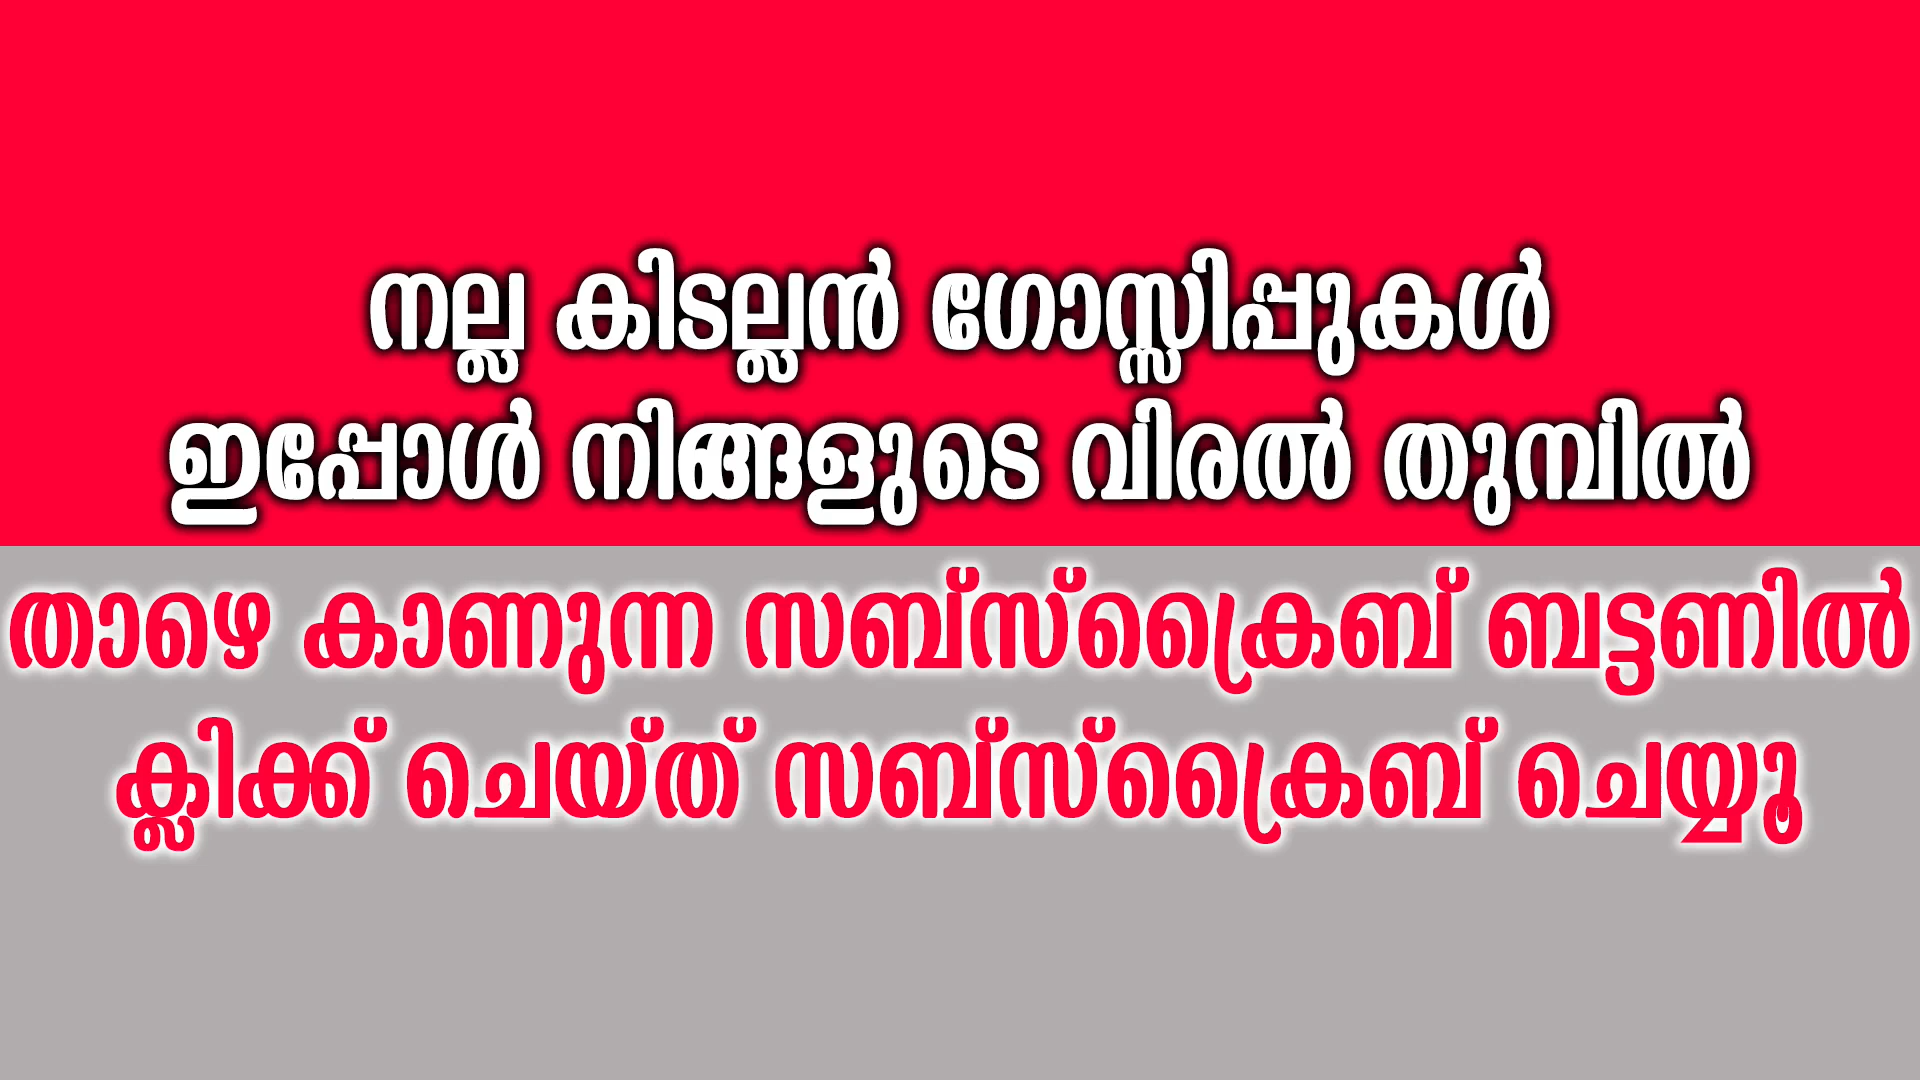 നല്ല കിടല്ലൻ ഗോസ്സിപ്പുകൾ
ഇപ്പോൾ നിങ്ങളുടെ വിരൽ തുമ്പിൽ
താഴെ കാണുന്ന സബ്സ്ക്രൈബ് ബട്ടണിൽ
ക്ലിക്ക് ചെയ്ത് സബ്സ്ക്രൈബ് ചെയ്യൂ